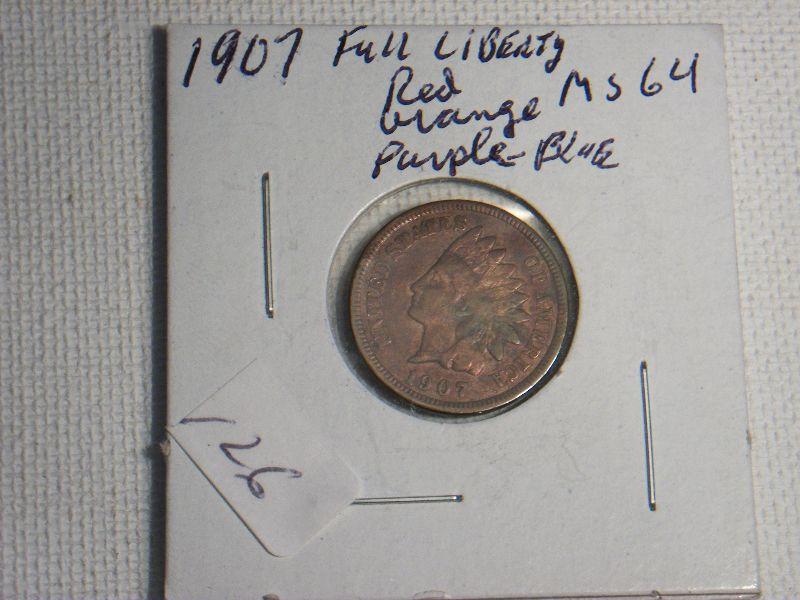 1907 Full LiBERTy
Red MS64
orange
Purple-BluE
UNITED STATES OF AMERICA
1907
126